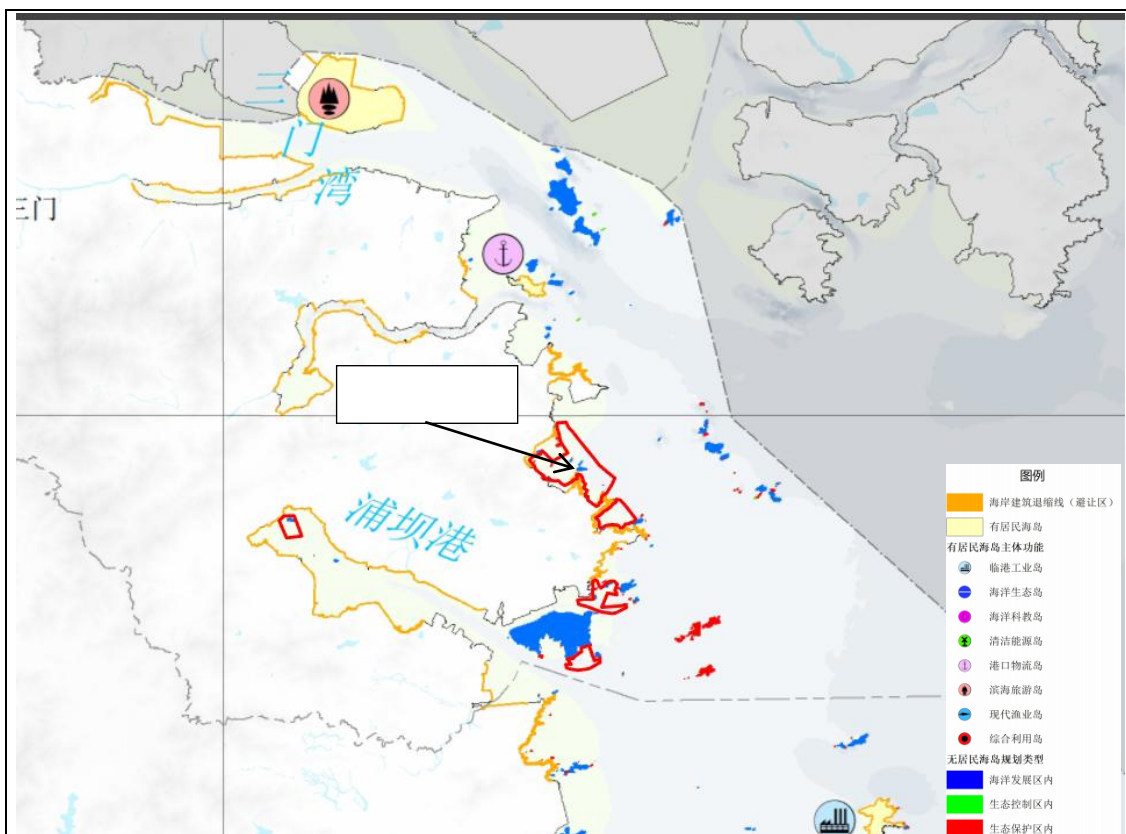 门
湾
三门
浦坝港
图例
海岸建筑退缩线（避让区）
有居民海岛
有居民海岛主体功能
临港工业岛
海洋生态岛
海洋科教岛
清洁能源岛
港口物流岛
滨海旅游岛
现代渔业岛
综合利用岛
无居民海岛规划类型
海洋发展区内
生态控制区内
生态保护区内